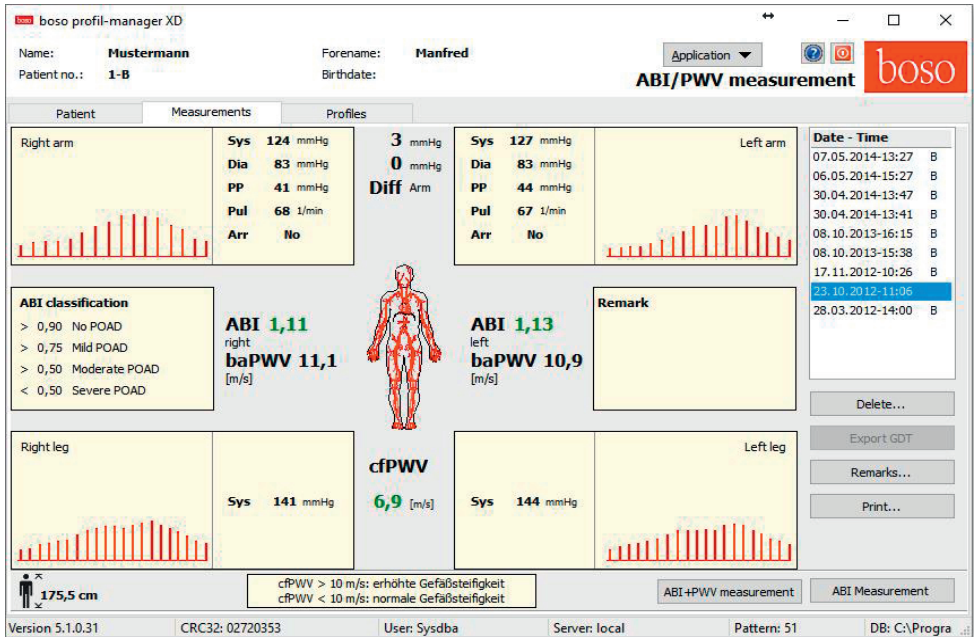 boso boso profil-manager XD
Name: Mustermann Forename: Manfred Application
Patient no.: 1-B Birthdate: ABI/PWV measurement boso
Patient Measurements Profiles
Right arm
Sys 124 mmHg
Dia 83 mmHg
PP 41 mmHg
Pul 68 1/min
Arr No
3 mmHg
0 mmHg
Diff Arm
Sys 127 mmHg
Dia 83 mmHg
PP 44 mmHg
Pul 67 1/min
Arr No
Left arm
Date - Time
07.05.2014-13:27 B
06.05.2014-15:27 B
30.04.2014-13:47 B
30.04.2014-13:41 B
08.10.2013-16:15 B
08.10.2013-15:38 B
17.11.2012-10:26 B
23.10.2012-11:06
28.03.2012-14:00 B
ABI classification
> 0,90 No POAD
> 0,75 Mild POAD
> 0,50 Moderate POAD
< 0,50 Severe POAD
ABI 1,11
right
baPWV 11,1
[m/s]
ABI 1,13
left
baPWV 10,9
[m/s]
Remark
Delete...
Export GDT
Remarks...
Print...
Right leg
Sys 141 mmHg
cfPWV
6,9 [m/s]
Sys 144 mmHg
Left leg
175,5 cm
cfPWV > 10 m/s: erhöhte Gefäßsteifigkeit
cfPWV < 10 m/s: normale Gefäßsteifigkeit
ABI+PWV measurement ABI Measurement
Version 5.1.0.31 CRC32: 02720353 User: Sysdba Server: local Pattern: 51 DB: C:\Progra